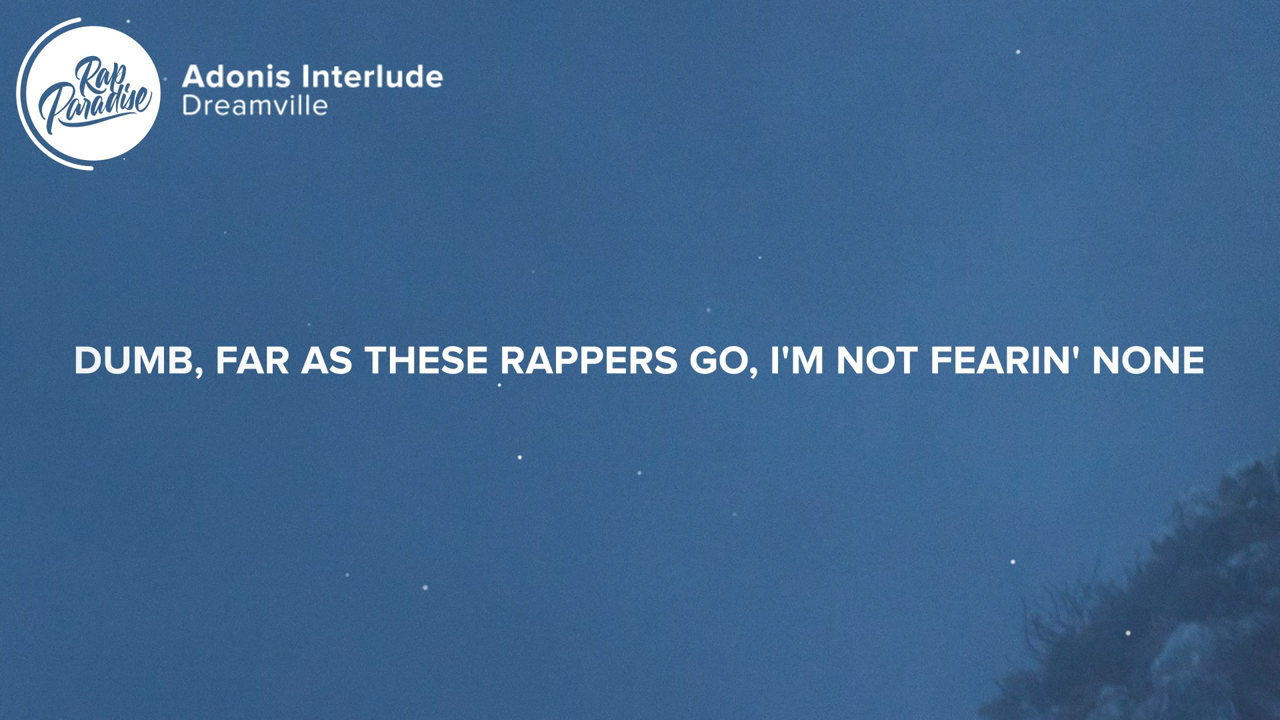 Rap
Paradise
Adonis Interlude
Dreamville
DUMB, FAR AS THESE RAPPERS GO, I'M NOT FEARIN' NONE